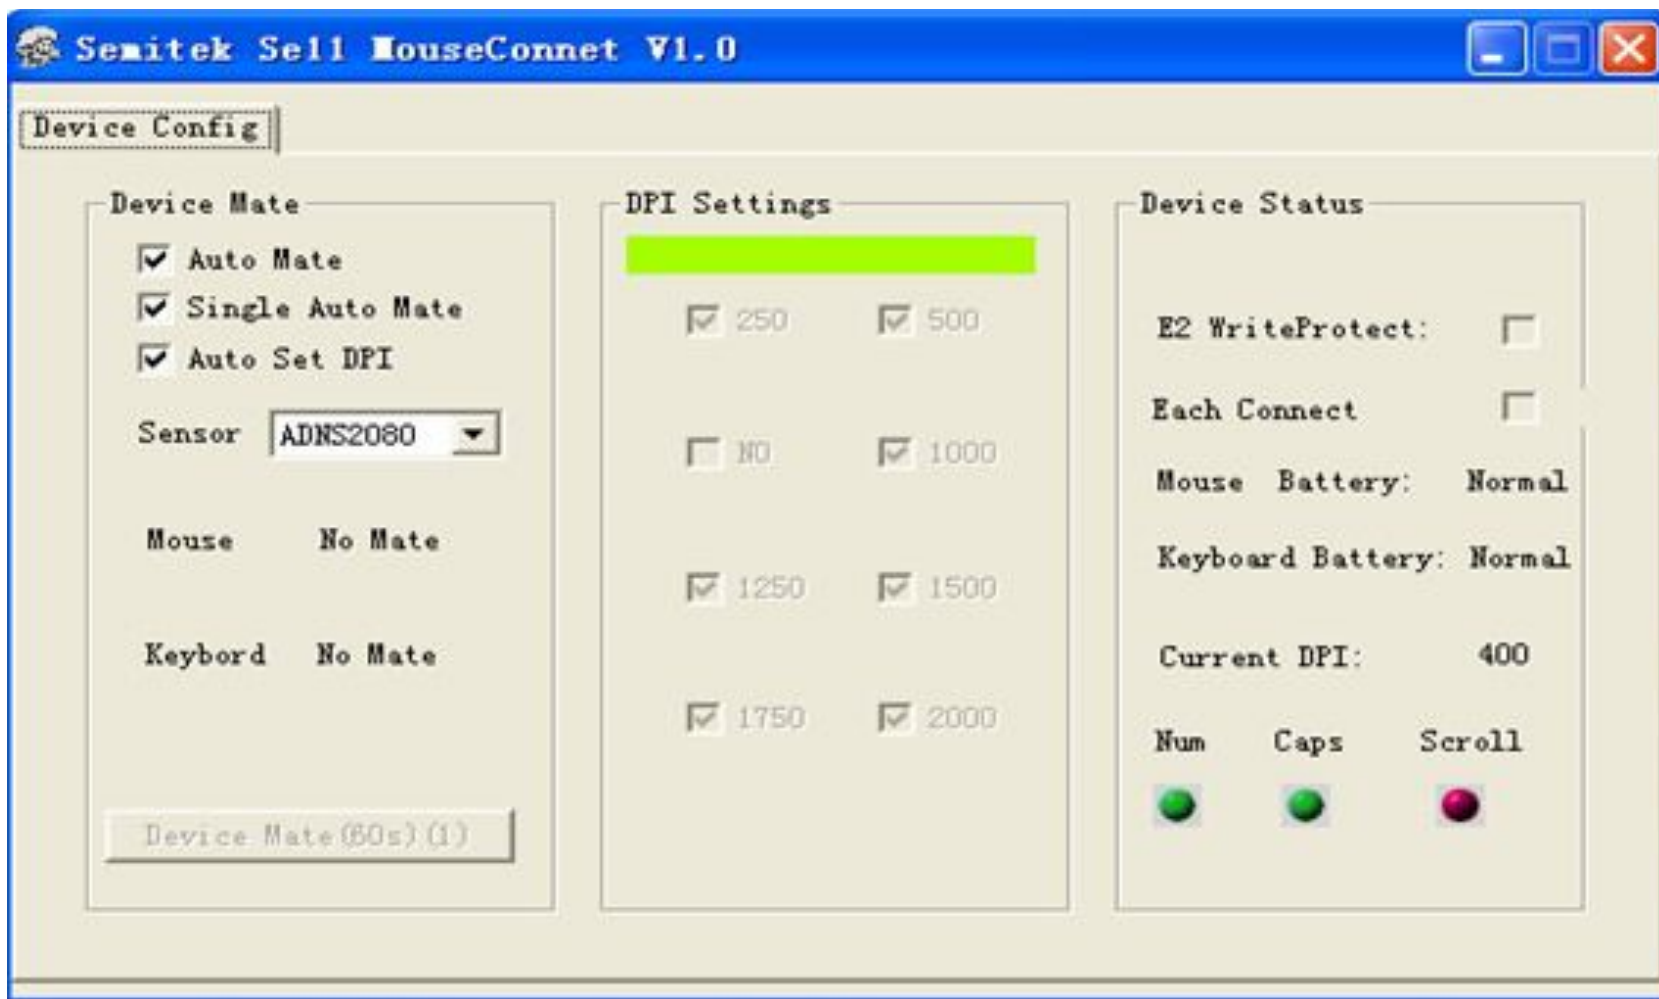 Semitek Sell MouseConnet V1.0
Device Config
Device Mate
Auto Mate
Single Auto Mate
Auto Set DPI
Sensor ADNS2080
Mouse No Mate
Keybord No Mate
Device Mate(60s)(1)
DPI Settings
250 500
NO 1000
1250 1500
1750 2000
Device Status
E2 WriteProtect:
Each Connect
Mouse Battery: Normal
Keyboard Battery: Normal
Current DPI: 400
Num Caps Scroll